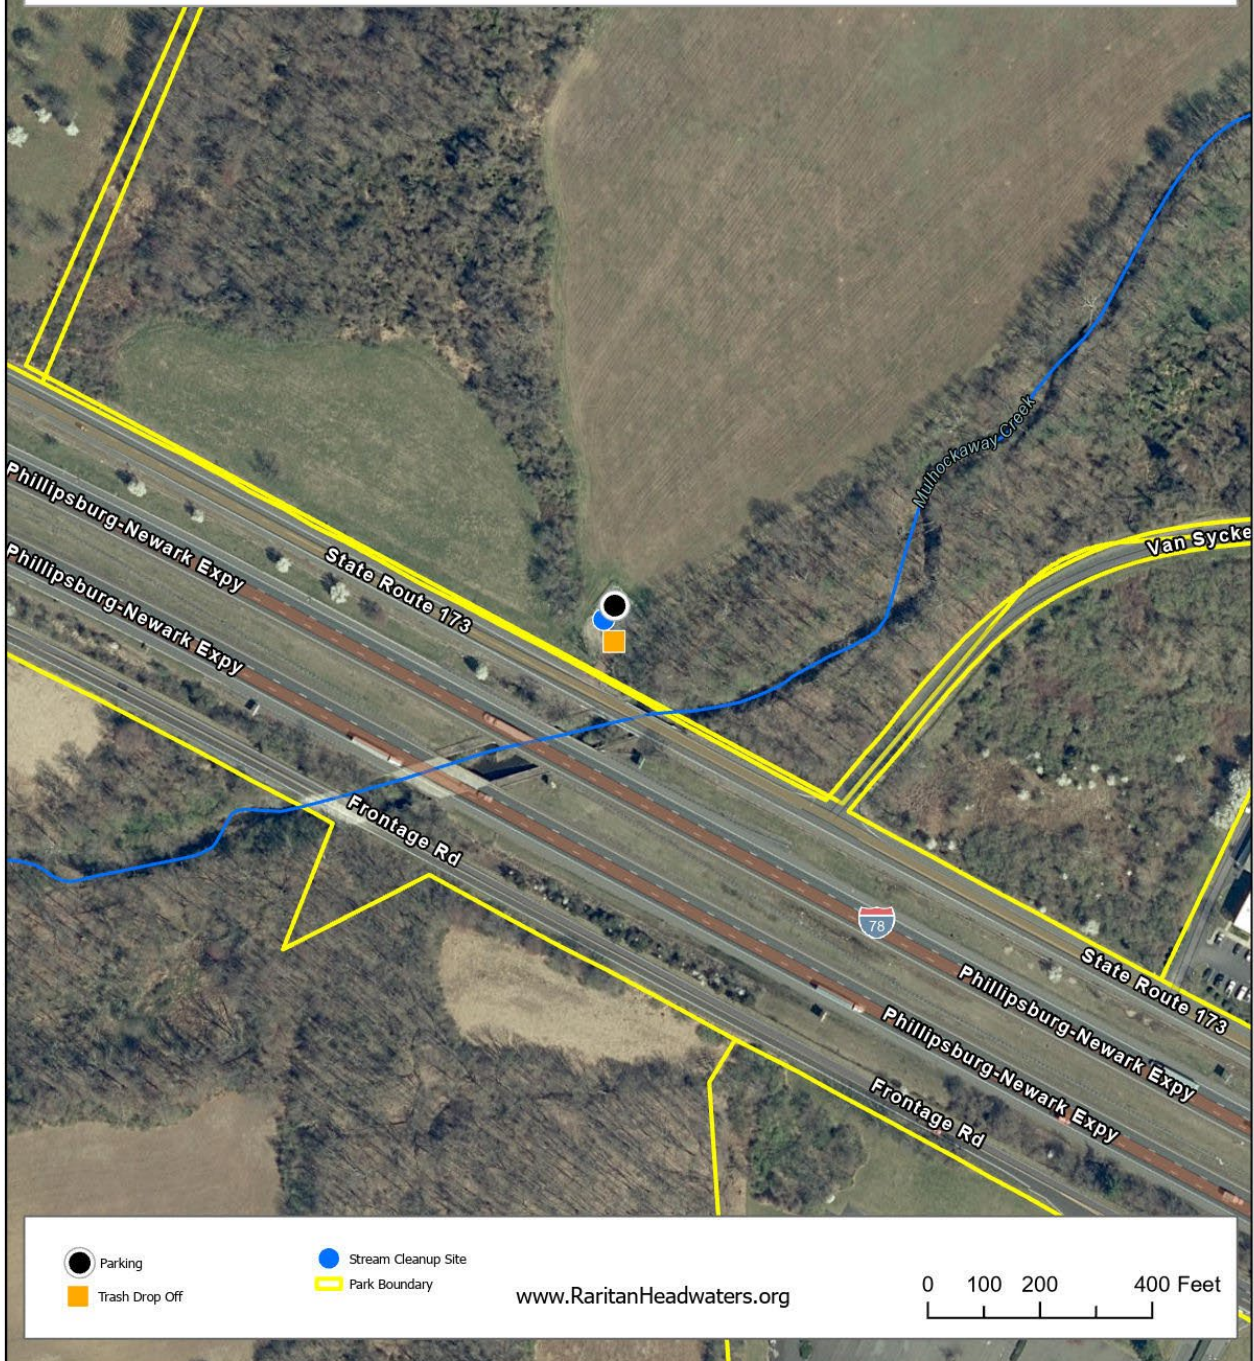 Mulhockaway Creek
Van Sycke
Phillipsburg-Newark Expy
State Route 173
Phillipsburg-Newark Expy
Frontage Rd
78
State Route 173
Phillipsburg-Newark Expy
Phillipsburg-Newark Expy
Frontage Rd
Parking
Stream Cleanup Site
Trash Drop Off
Park Boundary
www.RaritanHeadwaters.org
0 100 200 400 Feet